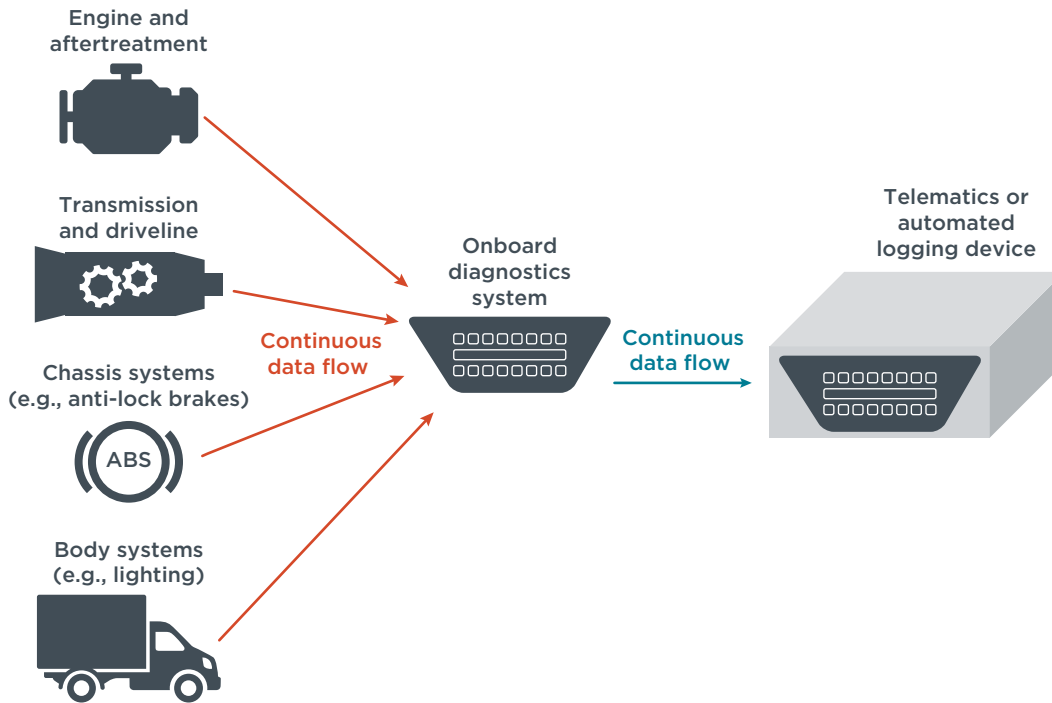 Engine and
aftertreatment
Transmission
and driveline
Chassis systems
(e.g., anti-lock brakes)
ABS
Body systems
(e.g., lighting)
Continuous
data flow
Onboard
diagnostics
system
Continuous
data flow
Telematics or
automated
logging device